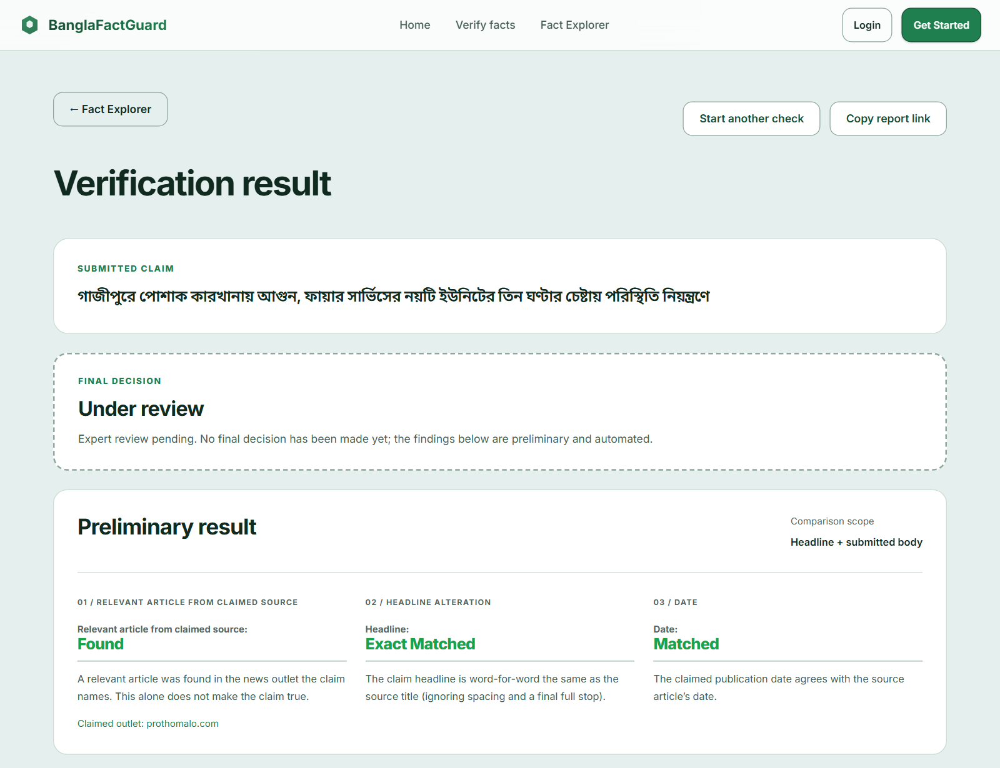 BanglaFactGuard
Home
Verify facts
Fact Explorer
Login
Get Started
← Fact Explorer
Start another check
Copy report link
Verification result
SUBMITTED CLAIM
গাজীপুরে পোশাক কারখানায় আগুন, ফায়ার সার্ভিসের নয়টি ইউনিটের তিন ঘণ্টার চেষ্টায় পরিস্থিতি নিয়ন্ত্রণে
FINAL DECISION
Under review
Expert review pending. No final decision has been made yet; the findings below are preliminary and automated.
Preliminary result
Comparison scope
Headline + submitted body
01 / RELEVANT ARTICLE FROM CLAIMED SOURCE
Relevant article from claimed source:
Found
A relevant article was found in the news outlet the claim
names. This alone does not make the claim true.
Claimed outlet: prothomalo.com
02 / HEADLINE ALTERATION
Headline:
Exact Matched
The claim headline is word-for-word the same as the
source title (ignoring spacing and a final full stop).
03 / DATE
Date:
Matched
The claimed publication date agrees with the source
article’s date.